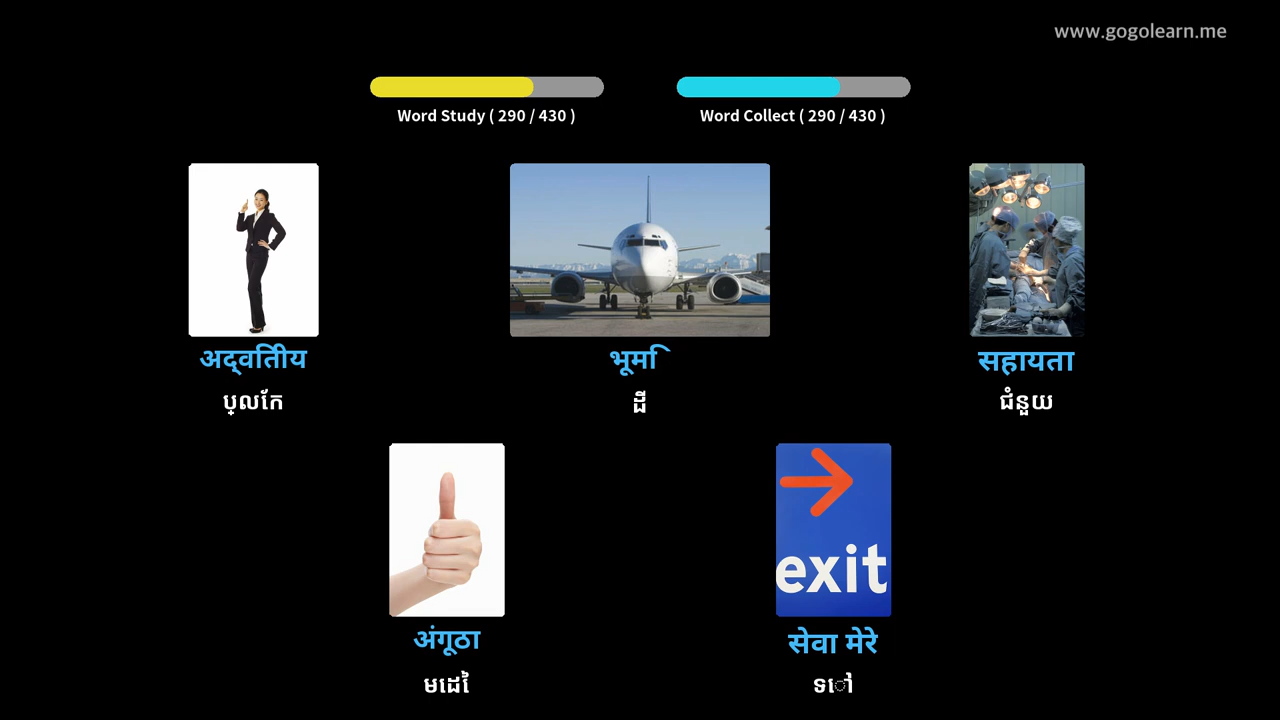 www.gogolearn.me
Word Study ( 290 / 430 )
Word Collect ( 290 / 430 )
अद्वितीय
ប្លែក
भूमि
ដី
सहायता
ជំនួយ
exit
अंगूठा
មេដៃ
सेवा मेरे
ទៅ